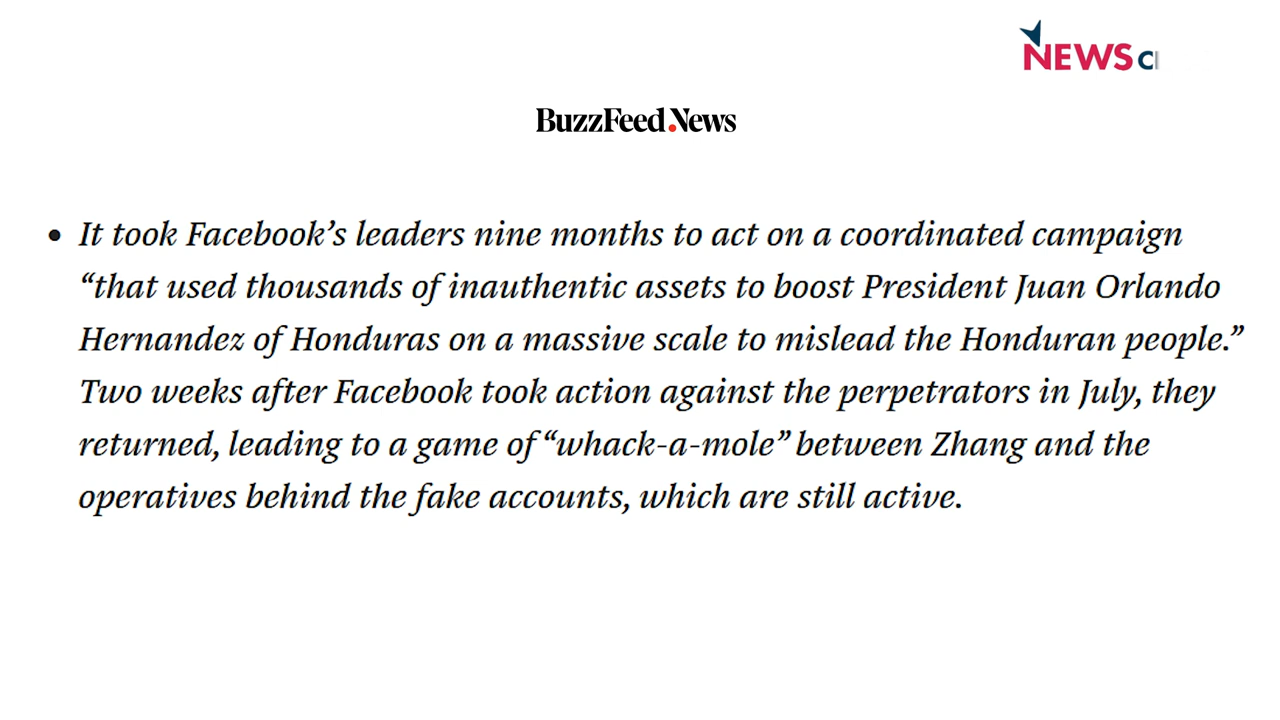 NEWS
BuzzFeed.News
• It took Facebook’s leaders nine months to act on a coordinated campaign
“that used thousands of inauthentic assets to boost President Juan Orlando
Hernandez of Honduras on a massive scale to mislead the Honduran people.”
Two weeks after Facebook took action against the perpetrators in July, they
returned, leading to a game of “whack-a-mole” between Zhang and the
operatives behind the fake accounts, which are still active.